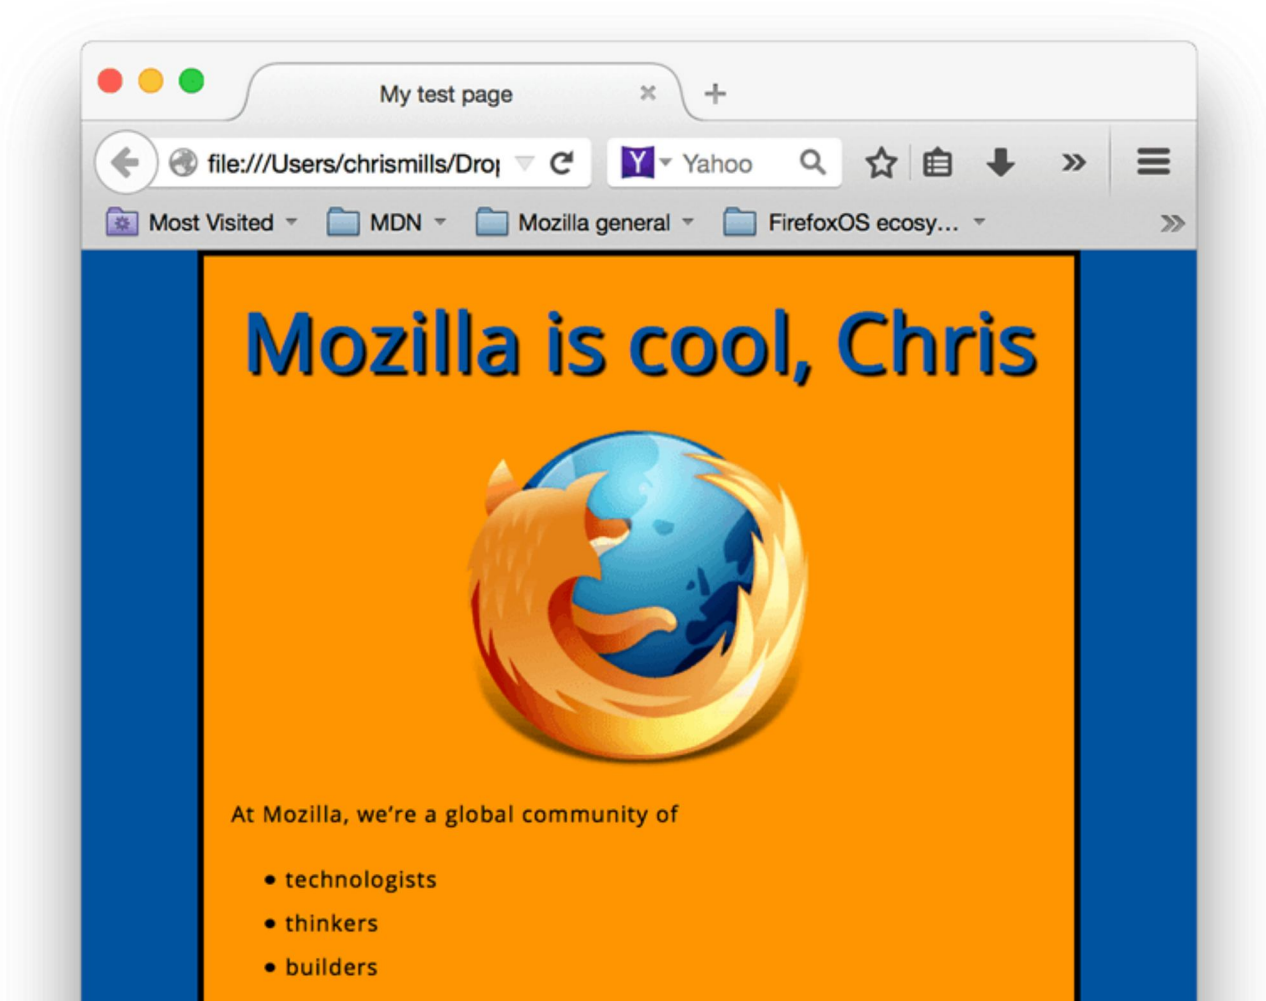 My test page
file:///Users/chrismills/Dro
Yahoo
Most Visited MDN Mozilla general FirefoxOS ecosy...
Mozilla is cool, Chris
At Mozilla, we’re a global community of
• technologists
• thinkers
• builders